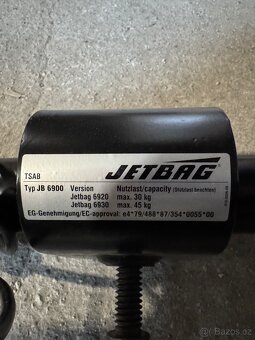 JETBAG
TSAB
Typ JB 6900 Version Nutzlast/capacity (Stützlast beachten)
Jetbag 6920 max. 30 kg
Jetbag 6930 max. 45 kg
EG-Genehmigung/EC-approval: e4*79/488*87/354*0055*00
bazos.cz